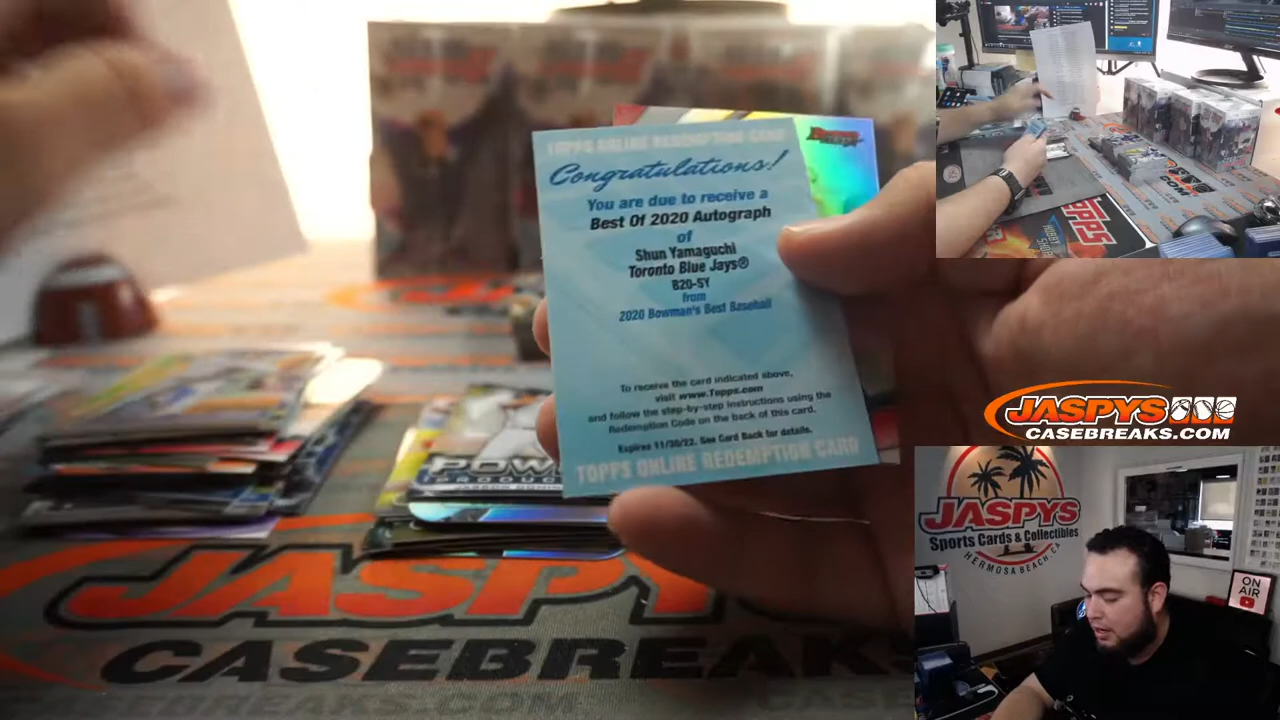 TOPPS ONLINE REDEMPTION CARD
Congratulations!
You are due to receive a
Best Of 2020 Autograph
of
Shun Yamaguchi
Toronto Blue Jays®
B20-SY
from
2020 Bowman's Best Baseball
To receive the card indicated above,
visit www.Topps.com
and follow the step-by-step instructions using the
Redemption Code on the back of this card.
Expires 11/30/22. See Card Back for details.
TOPPS ONLINE REDEMPTION CARD
JASPYS
CASEBREAKS
JASPYS
CASEBREAKS.COM
TOPPS
JASPYS
Sports Cards & Collectibles
HERMOSA BEACH, CA
ON
AIR